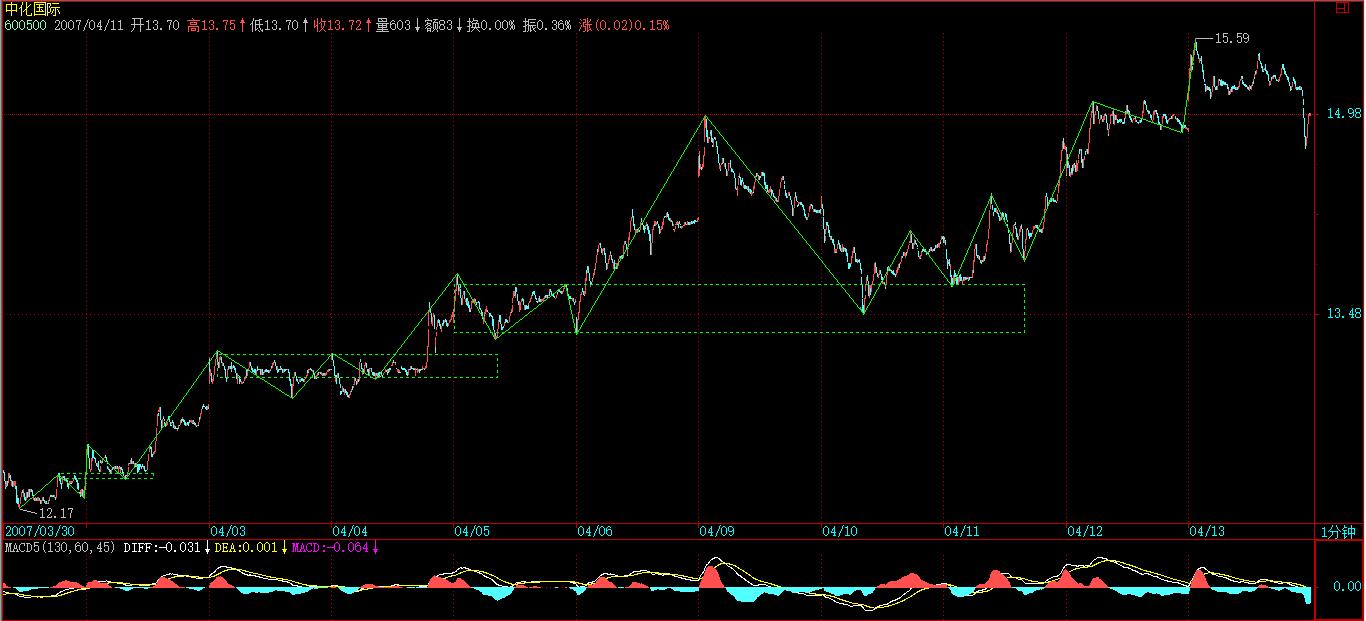 中化国际
600500 2007/04/11 开13.70 高13.75↑低13.70↑收13.72↑量603↓额83↓换0.00% 振0.36% 涨(0.02)0.15%
15.59
14.98
13.48
12.17
2007/03/30 04/03 04/04 04/05 04/06 04/09 04/10 04/11 04/12 04/13 1分钟
MACD5(130,60,45) DIFF:-0.031↓DEA:0.001↓MACD:-0.064↓
0.00